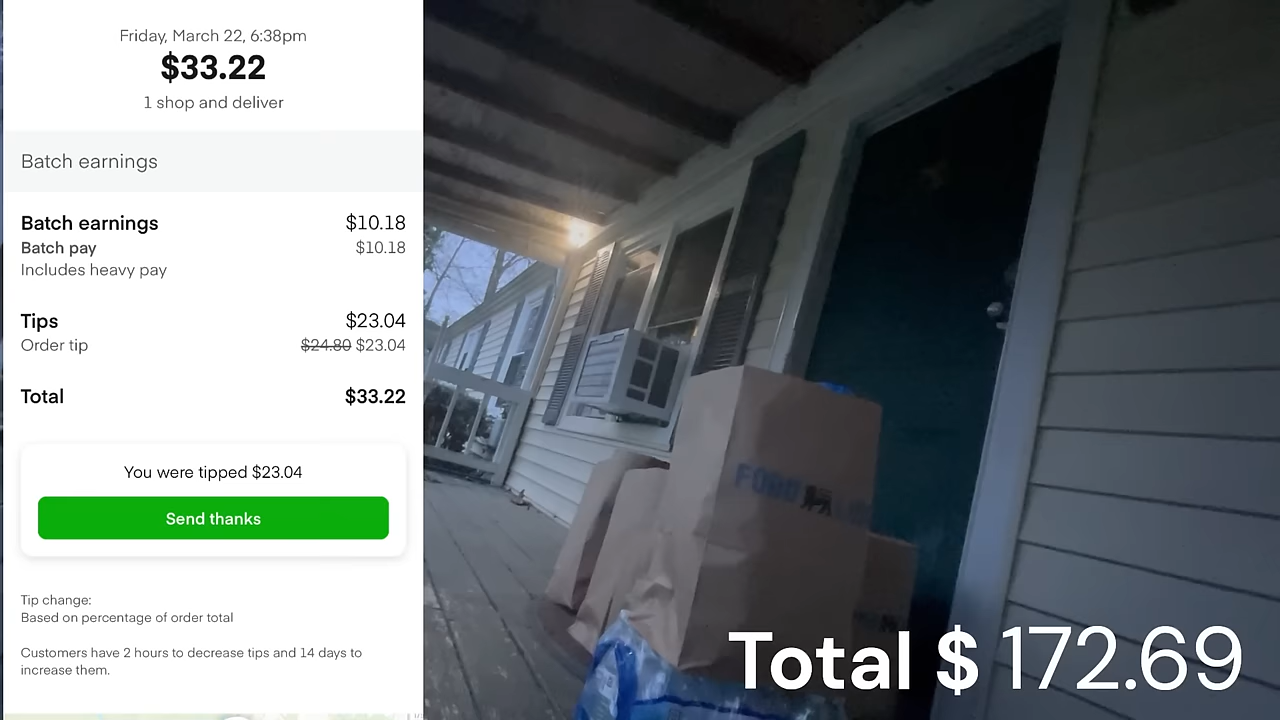 Friday, March 22, 6:38pm
$33.22
1 shop and deliver
Batch earnings
Batch earnings $10.18
Batch pay $10.18
Includes heavy pay
Tips $23.04
Order tip $24.80 $23.04
Total $33.22
You were tipped $23.04
Send thanks
Tip change:
Based on percentage of order total
Customers have 2 hours to decrease tips and 14 days to
increase them.
FOOD
Total $172.69